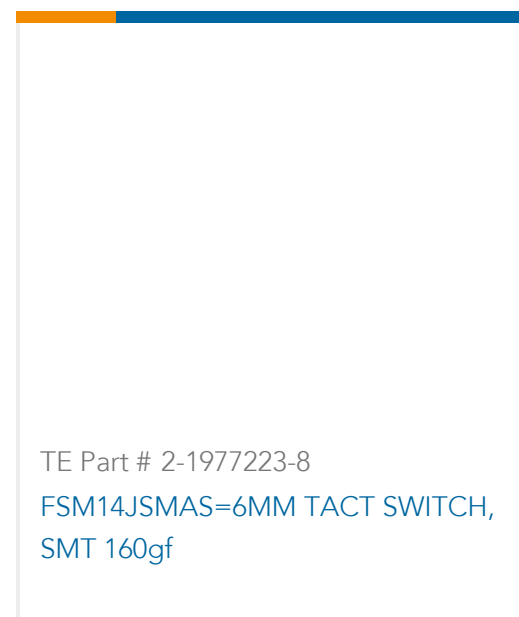 TE Part # 2-1977223-8
FSM14JSMAS=6MM TACT SWITCH,
SMT 160gf